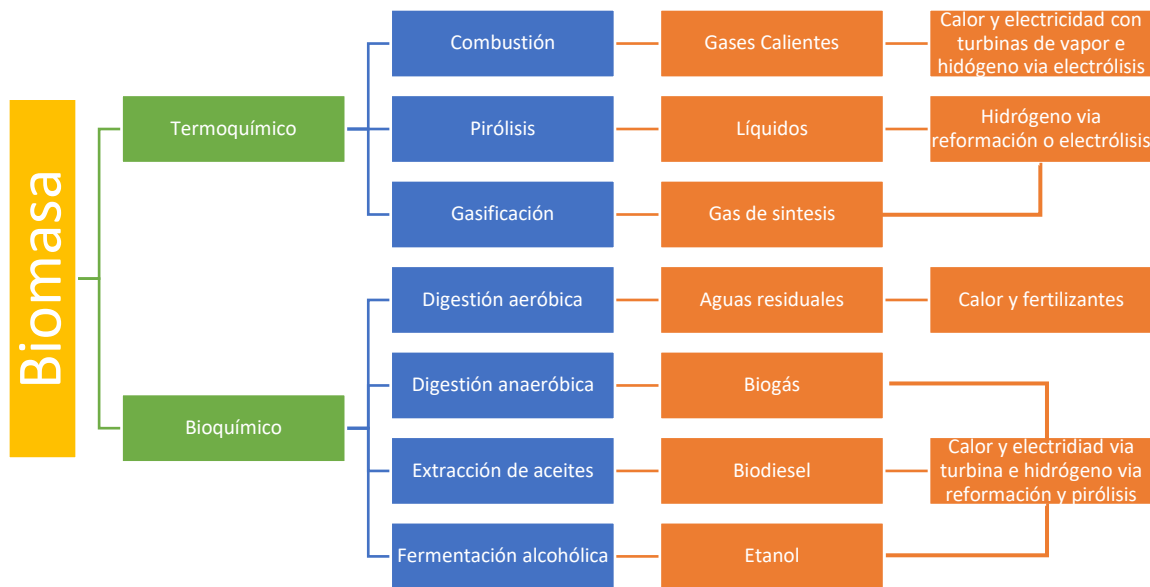 Biomasa
Termoquímico
Combustión
Gases Calientes
Calor y electricidad con
turbinas de vapor e
hidógeno via electrólisis
Pirólisis
Líquidos
Hidrógeno via
reformación o electrólisis
Gasificación
Gas de sintesis
Bioquímico
Digestión aeróbica
Aguas residuales
Calor y fertilizantes
Digestión anaeróbica
Biogás
Extracción de aceites
Biodiesel
Calor y electridiad via
turbina e hidrógeno via
reformación y pirólisis
Fermentación alcohólica
Etanol